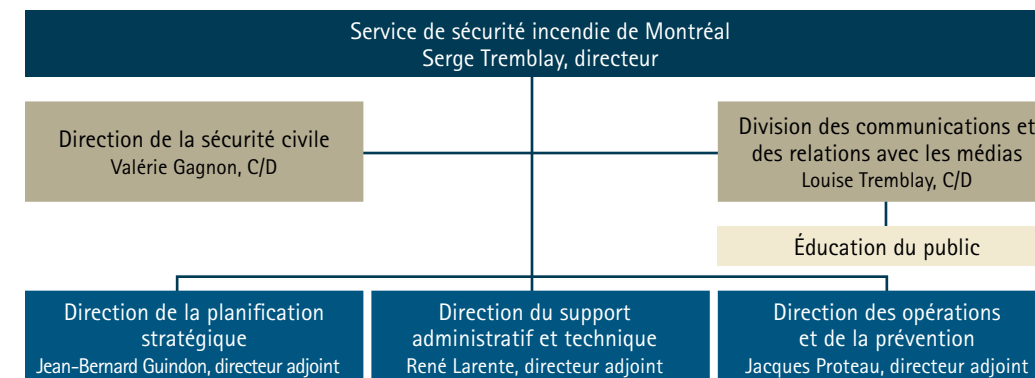 Service de sécurité incendie de Montréal
Serge Tremblay, directeur
Direction de la sécurité civile
Valérie Gagnon, C/D
Division des communications et
des relations avec les médias
Louise Tremblay, C/D
Éducation du public
Direction de la planification
stratégique
Jean-Bernard Guindon, directeur adjoint
Direction du support
administratif et technique
René Larente, directeur adjoint
Direction des opérations
et de la prévention
Jacques Proteau, directeur adjoint